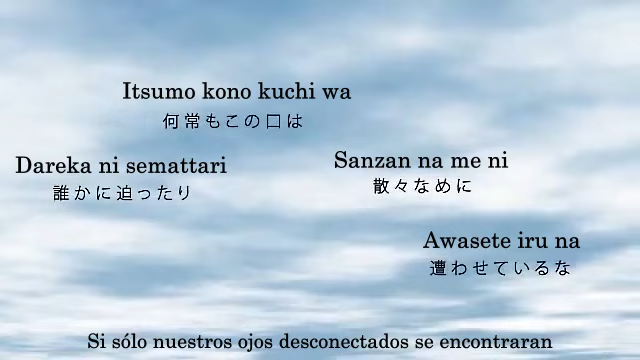 Itsumo kono kuchi wa
何常もこの口は
Dareka ni semattari
誰かに迫ったり
Sanzan na me ni
散々なめに
Awasete iru na
遭わせているな
Si sólo nuestros ojos desconectados se encontraran